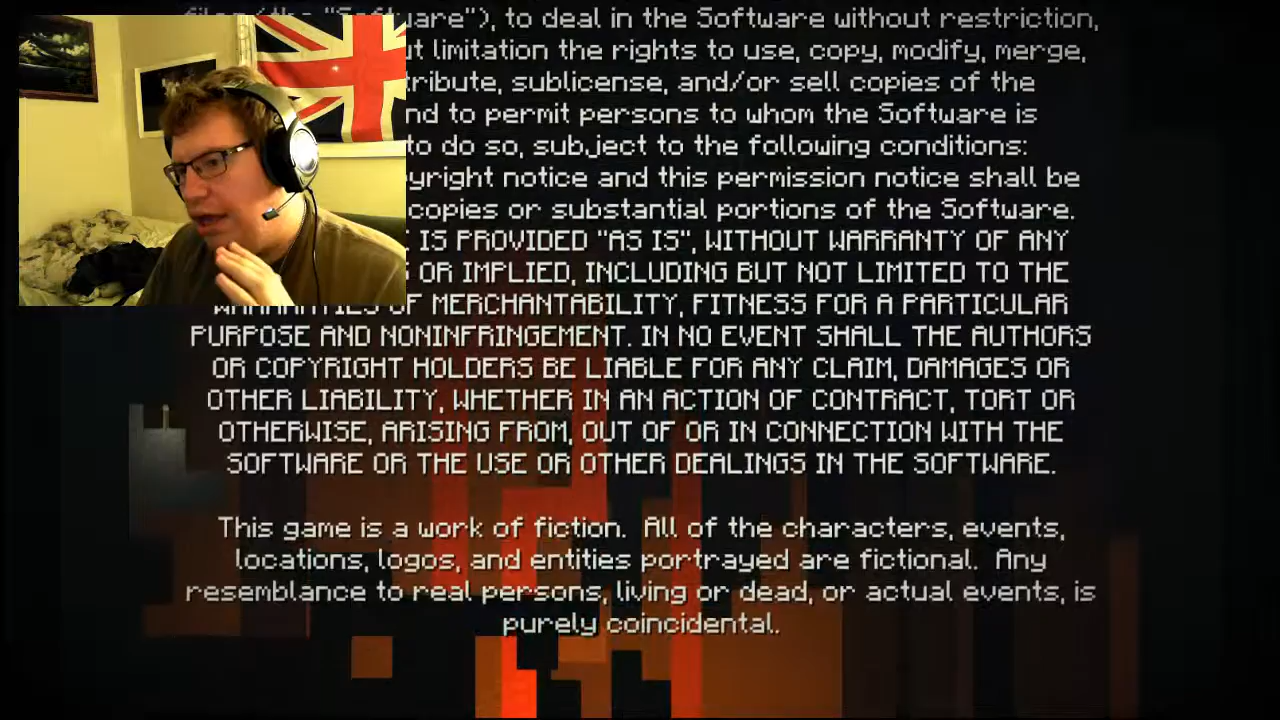 "Software"), to deal in the Software without restriction,
limitation the rights to use, copy, modify, merge,
sublicense, and/or sell copies of the
to permit persons to whom the Software is
to do so, subject to the following conditions:
notice and this permission notice shall be
copies or substantial portions of the Software.
IS PROVIDED "AS IS", WITHOUT WARRANTY OF ANY
OR IMPLIED, INCLUDING BUT NOT LIMITED TO THE
WARRANTIES OF MERCHANTABILITY, FITNESS FOR A PARTICULAR
PURPOSE AND NONINFRINGEMENT. IN NO EVENT SHALL THE AUTHORS
OR COPYRIGHT HOLDERS BE LIABLE FOR ANY CLAIM, DAMAGES OR
OTHER LIABILITY, WHETHER IN AN ACTION OF CONTRACT, TORT OR
OTHERWISE, ARISING FROM, OUT OF OR IN CONNECTION WITH THE
SOFTWARE OR THE USE OR OTHER DEALINGS IN THE SOFTWARE.
This game is a work of fiction. All of the characters, events,
locations, logos, and entities portrayed are fictional. Any
resemblance to real persons, living or dead, or actual events, is
purely coincidental.